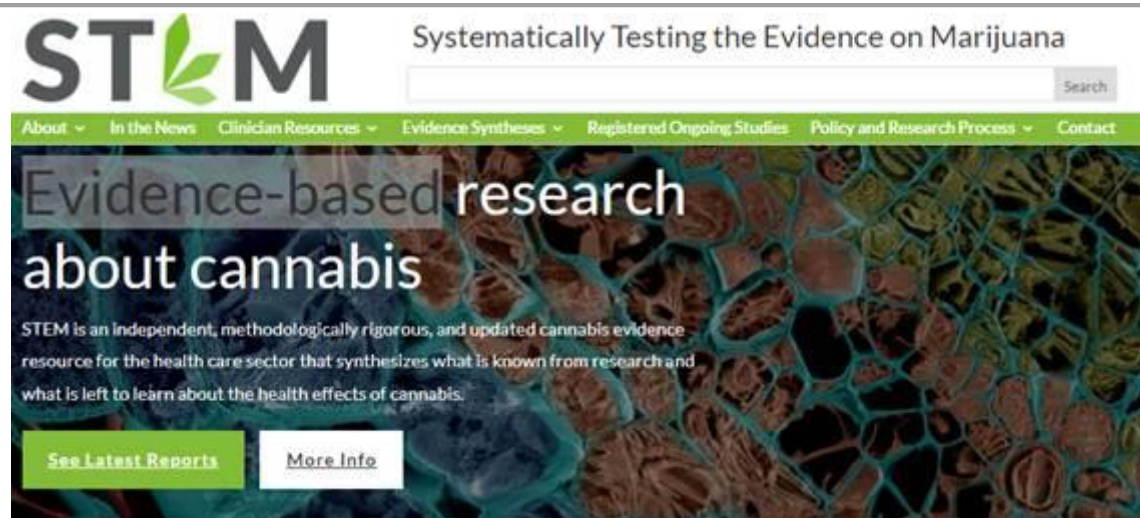 STEM
Systematically Testing the Evidence on Marijuana
Search
About In the News Clinician Resources Evidence Syntheses Registered Ongoing Studies Policy and Research Process Contact
Evidence-based research
about cannabis
STEM is an independent, methodologically rigorous, and updated cannabis evidence
resource for the health care sector that synthesizes what is known from research and
what is left to learn about the health effects of cannabis.
See Latest Reports More Info